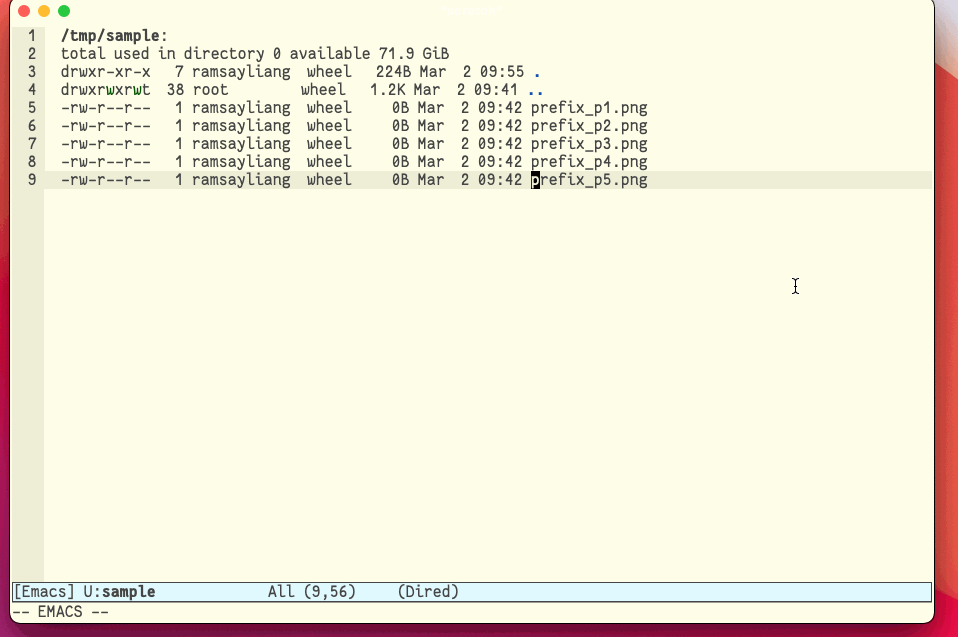 1 /tmp/sample:
2 total used in directory 0 available 71.9 GiB
3 drwxr-xr-x 7 ramsayliang wheel 224B Mar 2 09:55 .
4 drwxrwxrwt 38 root wheel 1.2K Mar 2 09:41 ..
5 -rw-r--r-- 1 ramsayliang wheel 0B Mar 2 09:42 prefix_p1.png
6 -rw-r--r-- 1 ramsayliang wheel 0B Mar 2 09:42 prefix_p2.png
7 -rw-r--r-- 1 ramsayliang wheel 0B Mar 2 09:42 prefix_p3.png
8 -rw-r--r-- 1 ramsayliang wheel 0B Mar 2 09:42 prefix_p4.png
9 -rw-r--r-- 1 ramsayliang wheel 0B Mar 2 09:42 prefix_p5.png
[Emacs] U:sample All (9,56) (Dired)
-- EMACS --